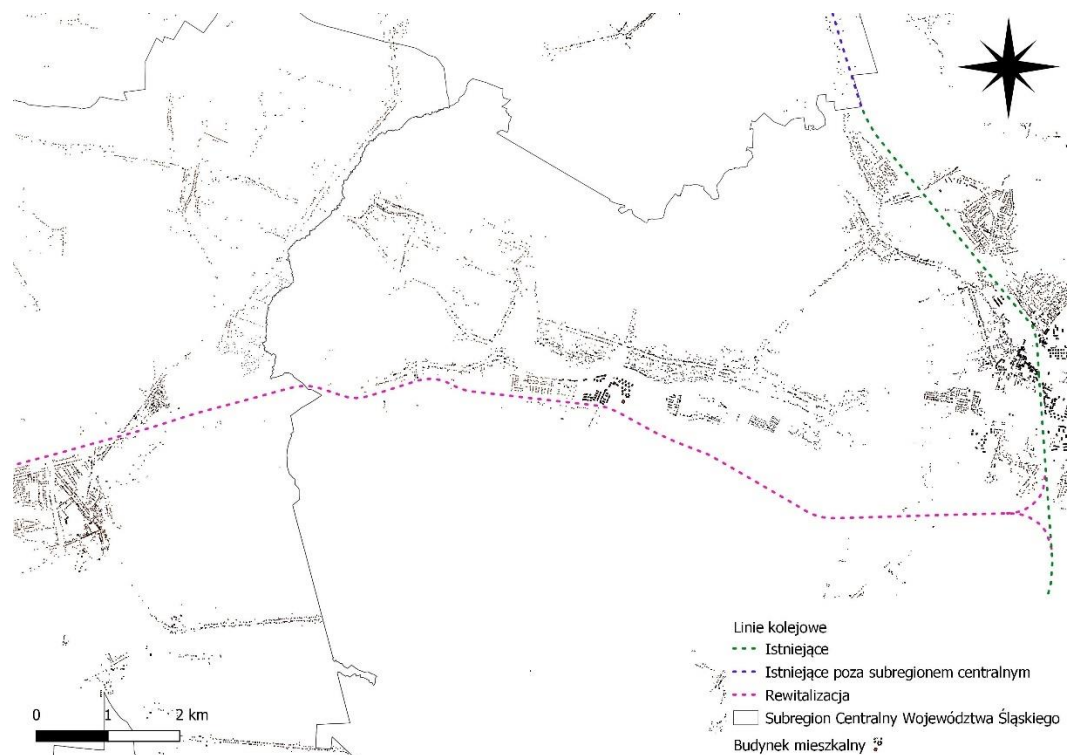 Linie kolejowe
Istniejące
Istniejące poza subregionem centralnym
Rewitalizacja
Subregion Centralny Województwa Śląskiego
Budynek mieszkalny
0 1 2 km